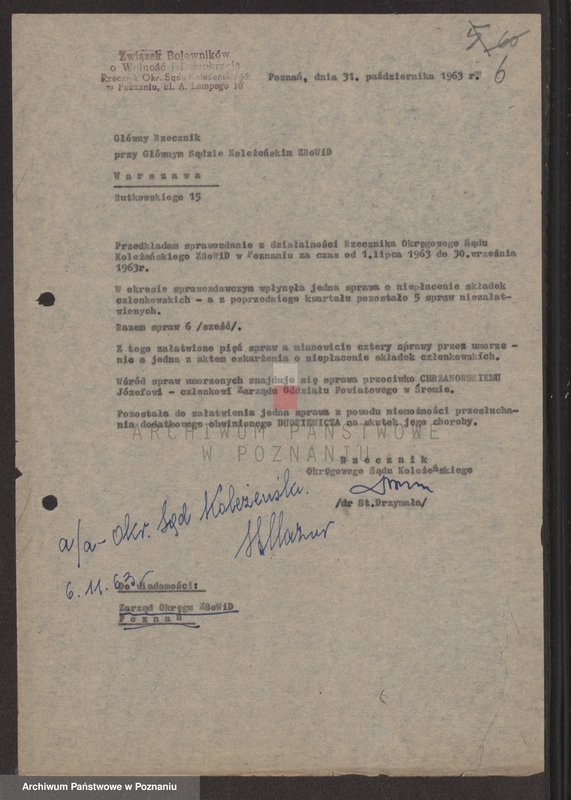 5.60
6
Związek Bojowników
o Wolność i Demokrację
Rzecznik Okr. Sądu Koleżeńskiego
w Poznaniu, ul. A. Lampego 10
Poznań, dnia 31. października 1963 r.
Główny Rzecznik
przy Głównym Sądzie Koleżeńskim ZBoWiD
Warszawa
Rutkowskiego 15
Przedkładam sprawozdanie z działalności Rzecznika Okręgowego Sądu
Koleżeńskiego ZBoWiD w Poznaniu za czas od 1.lipca 1963 do 30.września
1963r.
W okresie sprawozdawczym wpłynęła jedna sprawa o niepłacenie składek
członkowskich - a z poprzedniego kwartału pozostało 5 spraw niezałat-
wionych.
Razem spraw 6 /sześć/.
Z tego załatwiono pięć spraw a mianowicie cztery sprawy przez umorze -
nie a jedna z aktem oskarżenia o niepłacenie składek członkowskich.
Wśród spraw umorzonych znajduje się sprawa przeciwko CHRZANOWSKIEMU
Józefowi - członkowi Zarządu Oddziału Powiatowego w Śremie.
Pozostała do załatwienia jedna sprawa z powodu niemożności przesłucha-
nia dodatkowego obwinionego DUDZIEWICZA na skutek jego choroby.
ARCHIWUM PAŃSTWOWE
W POZNANIU
Rzecznik
Okręgowego Sądu Koleżeńskiego
/dr St.Drzymała/
a/a - Okr. Sąd Koleżeński.
HMazur
6.11.63r
Do wiadomości:
Zarząd Okręgu ZBoWiD
Poznań
Archiwum Państwowe w Poznaniu